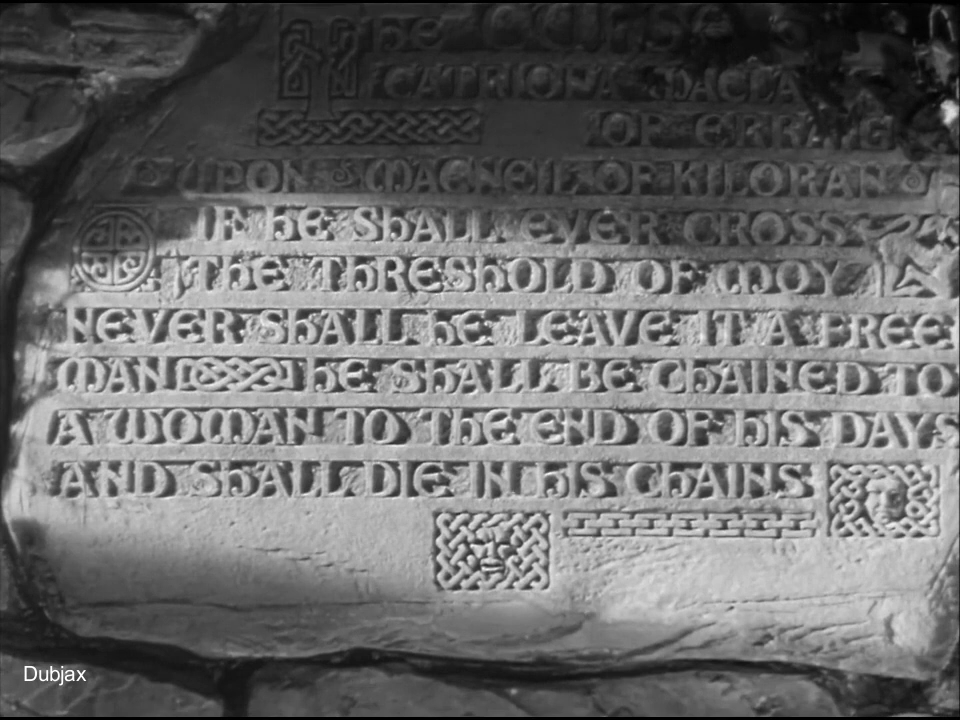 The CURSE
CATRIONA MACLA
OF ERRAIG
UPON MACNEIL OF KILORAN
IF hE ShALL EVER CROSS
THE ThRESHOLD OF MOY
NEVER ShALL hE LEAVE IT A FREE
MAN hE ShALL BE ChAINED TO
A WOMAN TO THE END OF hIS DAYS
AND ShALL DIE IN hIS ChAINS
Dubjax